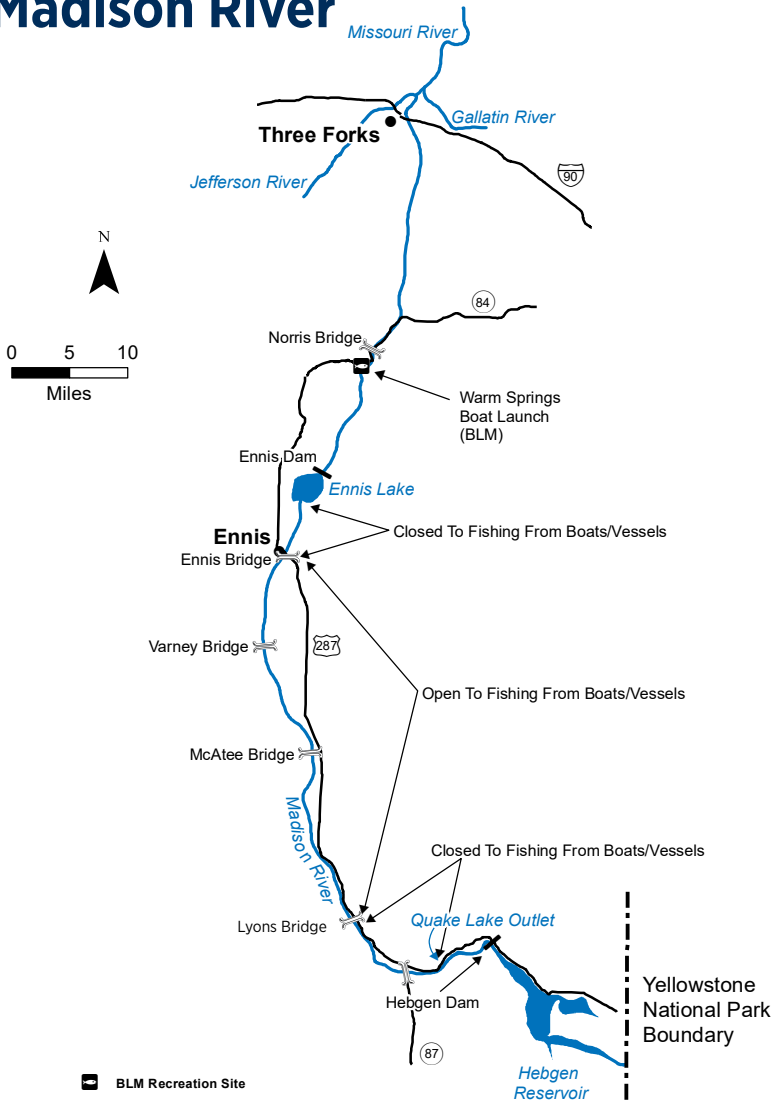 Madison River
Missouri River
Gallatin River
Three Forks
90
Jefferson River
N
84
0 5 10
Miles
Norris Bridge
Warm Springs
Boat Launch
(BLM)
Ennis Dam
Ennis Lake
Closed To Fishing From Boats/Vessels
Ennis
Ennis Bridge
Varney Bridge
287
Open To Fishing From Boats/Vessels
McAtee Bridge
Madison River
Closed To Fishing From Boats/Vessels
Quake Lake Outlet
Lyons Bridge
Hebgen Dam
Yellowstone
National Park
Boundary
87
Hebgen
Reservoir
BLM Recreation Site